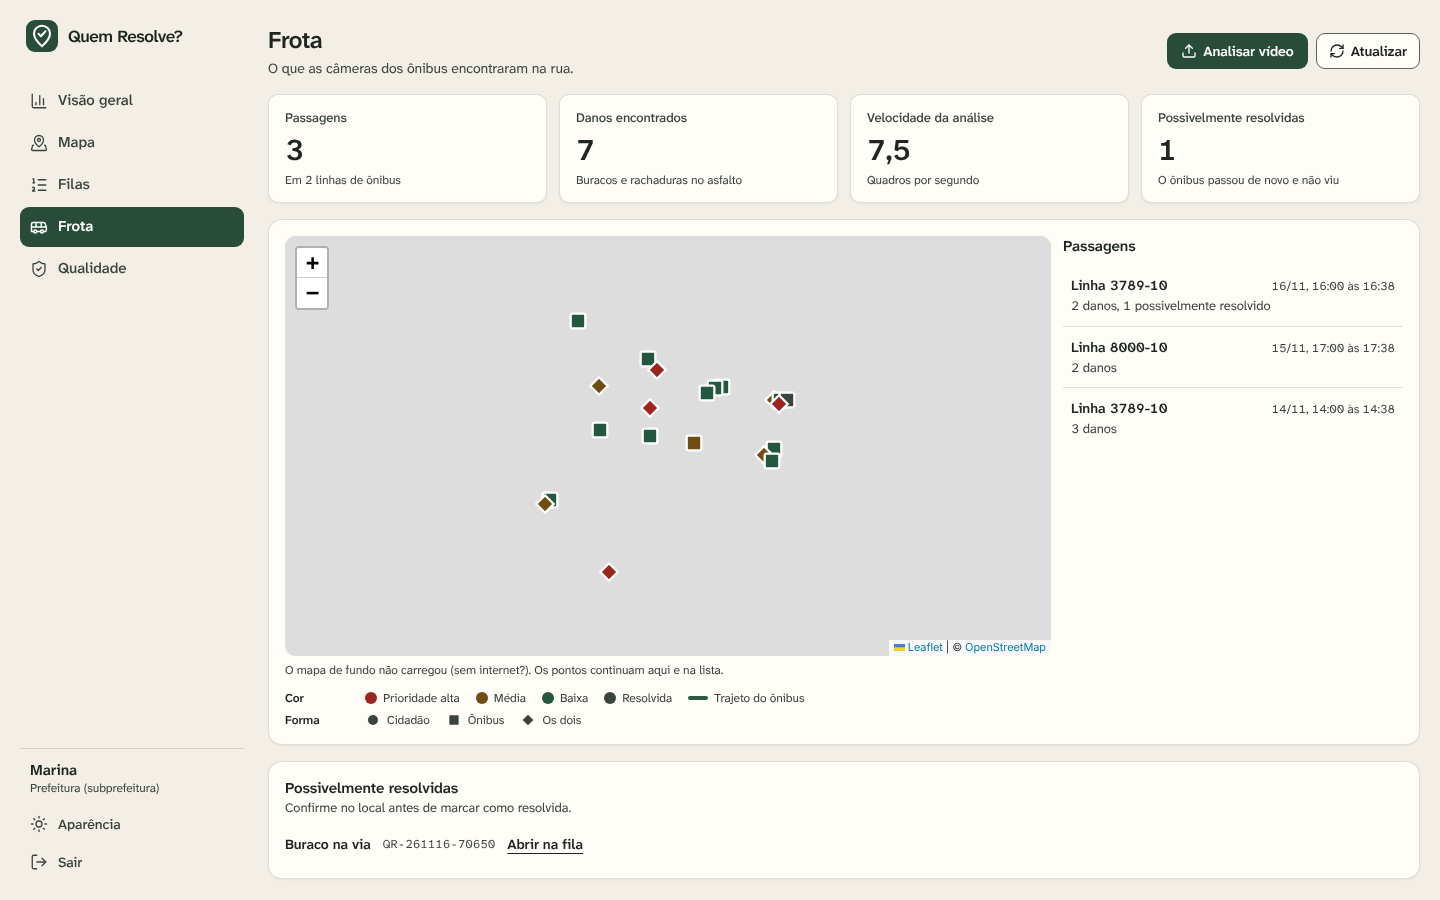 Quem Resolve?
Visão geral
Mapa
Filas
Frota
Qualidade
Marina
Prefeitura (subprefeitura)
Aparência
Sair
Frota
O que as câmeras dos ônibus encontraram na rua.
Analisar vídeo
Atualizar
Passagens
3
Em 2 linhas de ônibus
Danos encontrados
7
Buracos e rachaduras no asfalto
Velocidade da análise
7,5
Quadros por segundo
Possivelmente resolvidas
1
O ônibus passou de novo e não viu
+
−
Leaflet | © OpenStreetMap
O mapa de fundo não carregou (sem internet?). Os pontos continuam aqui e na lista.
Cor Prioridade alta Média Baixa Resolvida Trajeto do ônibus
Forma Cidadão Ônibus Os dois
Passagens
Linha 3789-10 16/11, 16:00 às 16:38
2 danos, 1 possivelmente resolvido
Linha 8000-10 15/11, 17:00 às 17:38
2 danos
Linha 3789-10 14/11, 14:00 às 14:38
3 danos
Possivelmente resolvidas
Confirme no local antes de marcar como resolvida.
Buraco na via QR-261116-70650 Abrir na fila